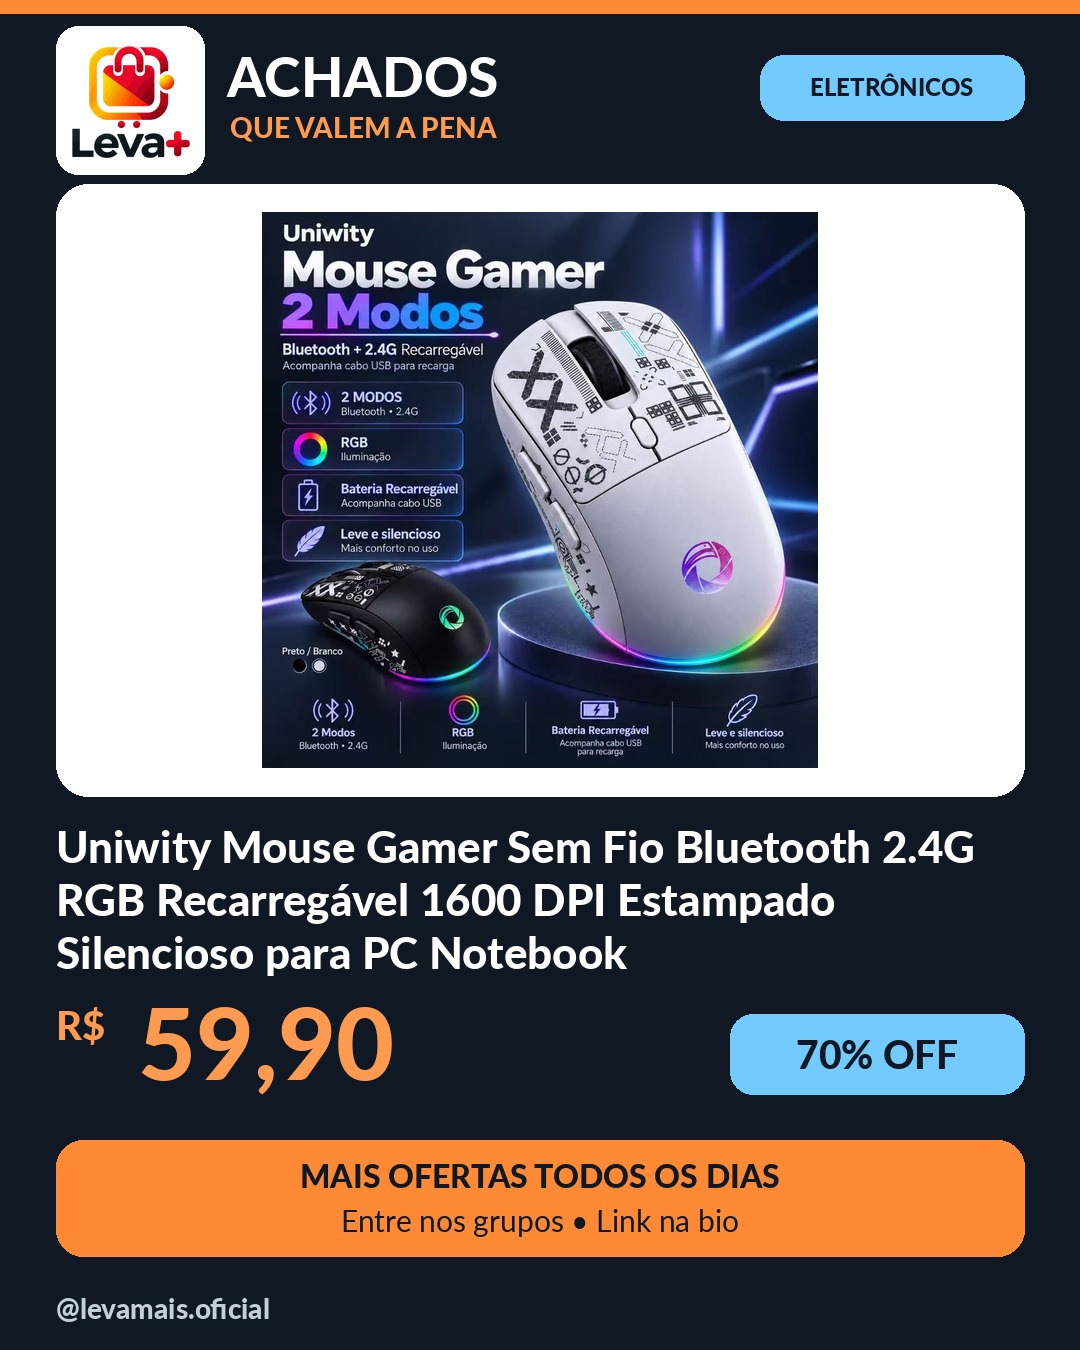 Leva+
ACHADOS
QUE VALEM A PENA
ELETRÔNICOS
Uniwity
Mouse Gamer
2 Modos
Bluetooth + 2.4G Recarregável
Acompanha cabo USB para recarga
2 MODOS
Bluetooth • 2.4G
RGB
Iluminação
Bateria Recarregável
Acompanha cabo USB
Leve e silencioso
Mais conforto no uso
Preto / Branco
2 Modos
Bluetooth • 2.4G
RGB
Iluminação
Bateria Recarregável
Acompanha cabo USB
para recarga
Leve e silencioso
Mais conforto no uso
Uniwity Mouse Gamer Sem Fio Bluetooth 2.4G
RGB Recarregável 1600 DPI Estampado
Silencioso para PC Notebook
R$ 59,90
70% OFF
MAIS OFERTAS TODOS OS DIAS
Entre nos grupos • Link na bio
@levamais.oficial